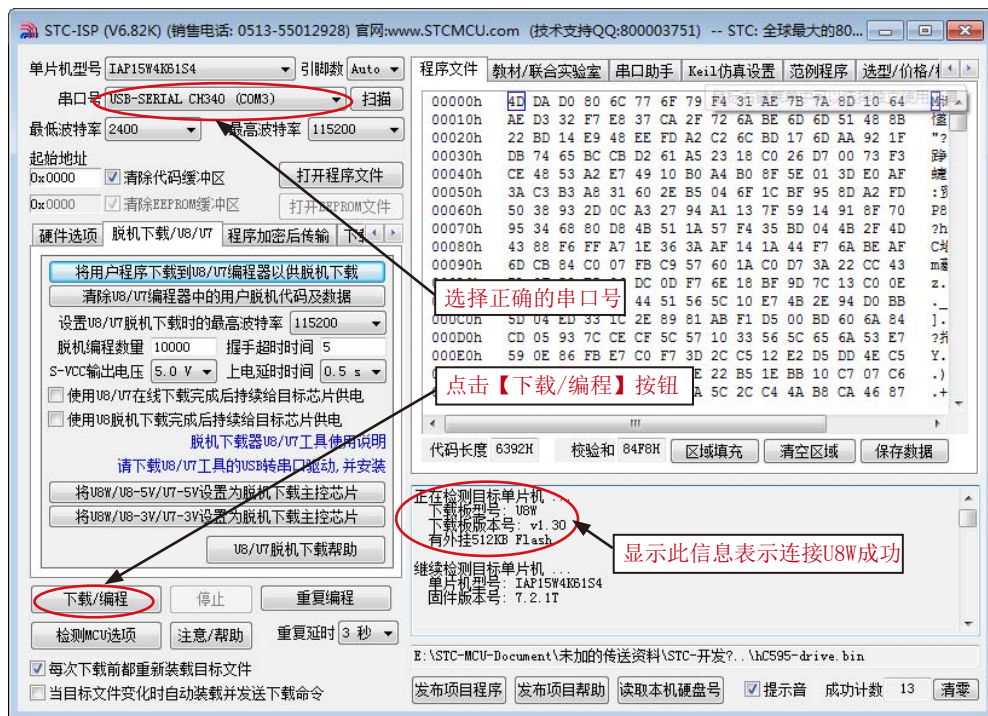 STC-ISP (V6.82K) (销售电话: 0513-55012928) 官网:www.STCMCU.com (技术支持QQ:800003751) -- STC: 全球最大的80...
单片机型号 IAP15W4K61S4 引脚数 Auto
串口号 USB-SERIAL CH340 (COM3) 扫描
最低波特率 2400 最高波特率 115200
起始地址
0x0000 清除代码缓冲区 打开程序文件
0x0000 清除EEPROM缓冲区 打开EEPROM文件
硬件选项 脱机下载/U8/U7 程序加密后传输
将用户程序下载到U8/U7编程器以供脱机下载
清除U8/U7编程器中的用户脱机代码及数据
设置U8/U7脱机下载时的最高波特率 115200
脱机编程数量 10000 握手超时时间 5
S-VCC输出电压 5.0 V 上电延时时间 0.5 s
使用U8/U7在线下载完成后持续给目标芯片供电
使用U8脱机下载完成后持续给目标芯片供电
脱机下载器U8/U7工具使用说明
请下载U8/U7工具的USB转串口驱动,并安装
将U8W/U8-5V/U7-5V设置为脱机下载主控芯片
将U8W/U8-3V/U7-3V设置为脱机下载主控芯片
U8/U7脱机下载帮助
下载/编程 停止 重复编程
检测MCU选项 注意/帮助 重复延时 3 秒
每次下载前都重新装载目标文件
当目标文件变化时自动装载并发送下载命令
程序文件 教材/联合实验室 串口助手 Keil仿真设置 范例程序 选型/价格/
00000h 4D DA D0 80 6C 77 6F 79 F4 31 AE 7B 7A 8D 10 64
00010h AE D3 32 F7 E8 37 CA 2F 72 6A BE 6D 6D 51 48 8B
00020h 22 BD 14 E9 48 EE FD A2 C2 6C BD 17 6D AA 92 1F "?
00030h DB 74 65 BC CB D2 61 A5 23 18 C0 26 D7 00 73 F3
00040h CE 48 53 A2 E7 49 10 B0 A4 B0 8F 5E 01 3D E0 AF
00050h 3A C3 B3 A8 31 60 2E B5 04 6F 1C BF 95 8D A2 FD
00060h 50 38 93 2D 0C A3 27 94 A1 13 7F 59 14 91 8F 70 P8
00070h 95 34 68 80 D8 4B 51 1A 57 F4 35 BD 04 4B 2F 4D ?h
00080h 43 88 F6 FF A7 1E 36 3A AF 14 1A 44 F7 6A BE AF
00090h 6D CB 84 C0 07 FB C9 57 60 1A C0 D7 3A 22 CC 43
DC 0D F7 6E 18 BF 9D 7C 13 C0 0E z.
选择正确的串口号
44 51 56 5C 10 E7 4B 2E 94 D0 BB
000C0h 5D 04 ED 33 1C 2E 89 81 AB F1 D5 00 BD 60 6A 84 ].
000D0h CD 05 93 7C CE CF 5C 57 10 33 56 5C 65 6A 53 E7
000E0h 59 0E 86 FB E7 C0 F7 3D 2C C5 12 E2 D5 DD 4E C5 Y.
22 B5 1E BB 10 C7 07 C6 .)
点击【下载/编程】按钮
5C 2C C4 4A B8 CA 46 87 .+
代码长度 6392H 校验和 84F8H 区域填充 清空区域 保存数据
正在检测目标单片机 ...
下载板型号: U8W
下载板版本号: v1.30
有外挂512KB Flash
显示此信息表示连接U8W成功
继续检测目标单片机 ...
单片机型号: IAP15W4K61S4
固件版本号: 7.2.1T
E:\STC-MCU-Document\未加的传送资料\STC-开发?..\hC595-drive.bin
发布项目程序 发布项目帮助 读取本机硬盘号 提示音 成功计数 13 清零